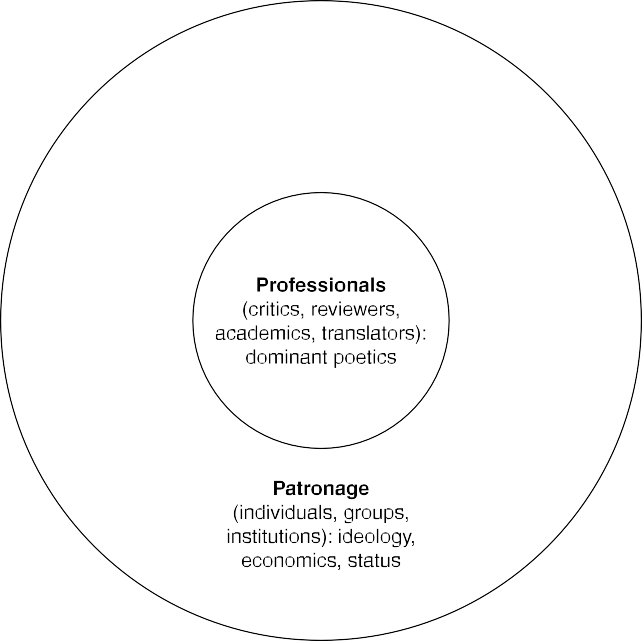 Professionals
(critics, reviewers,
academics, translators):
dominant poetics
Patronage
(individuals, groups,
institutions): ideology,
economics, status